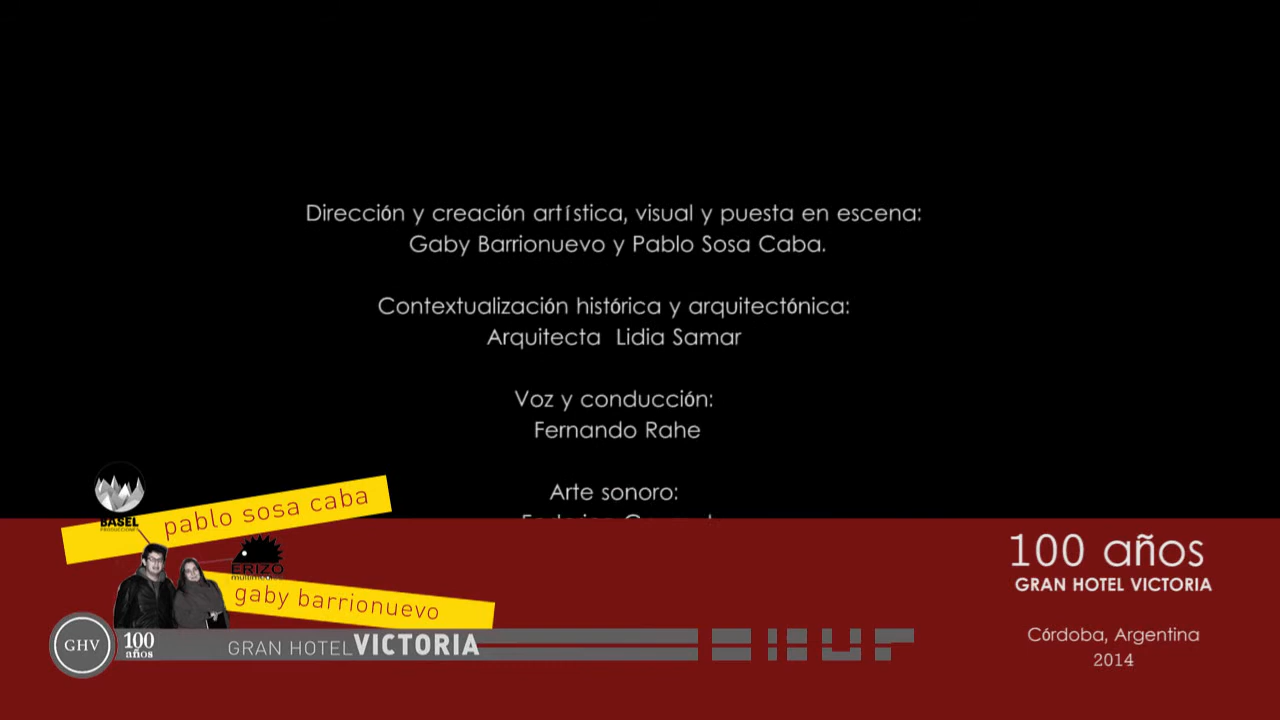 Dirección y creación artística, visual y puesta en escena:
Gaby Barrionuevo y Pablo Sosa Caba.
Contextualización histórica y arquitectónica:
Arquitecta Lidia Samar
Voz y conducción:
Fernando Rahe
Arte sonoro:
BASEL
PRODUCCIONES
pablo sosa caba
ERIZO
multimedia
gaby barrionuevo
GHV
100
años
GRAN HOTEL VICTORIA
100 años
GRAN HOTEL VICTORIA
Córdoba, Argentina
2014